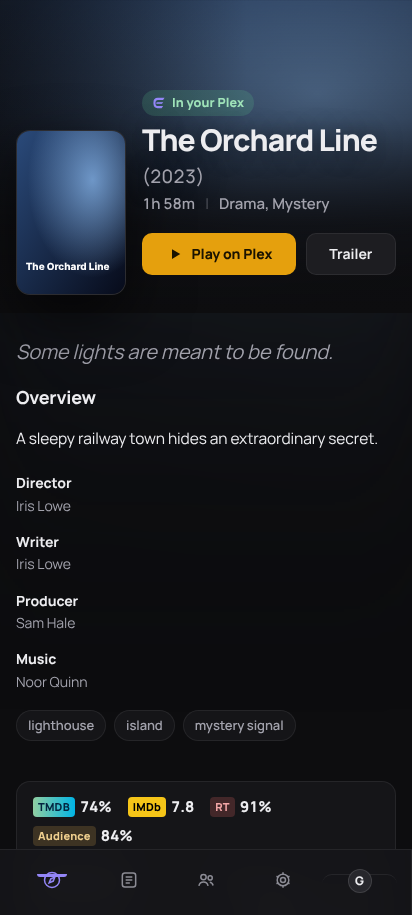 In your Plex
The Orchard Line
(2023)
1h 58m | Drama, Mystery
The Orchard Line
Play on Plex
Trailer
Some lights are meant to be found.
Overview
A sleepy railway town hides an extraordinary secret.
Director
Iris Lowe
Writer
Iris Lowe
Producer
Sam Hale
Music
Noor Quinn
lighthouse island mystery signal
TMDB 74% IMDb 7.8 RT 91%
Audience 84%
G